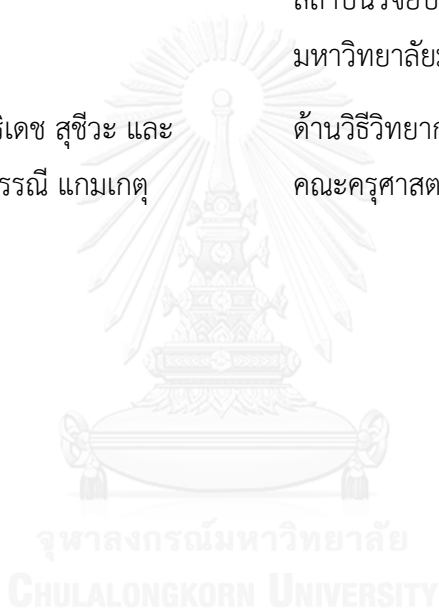 มหาวิทยาลัย
เดช สุชีวะ และ
ด้านวิธีวิทยาก
รรณี แกมเกตุ
คณะครุศาสต
จุฬาลงกรณ์มหาวิทยาลัย
CHULALONGKORN UNIVERSITY